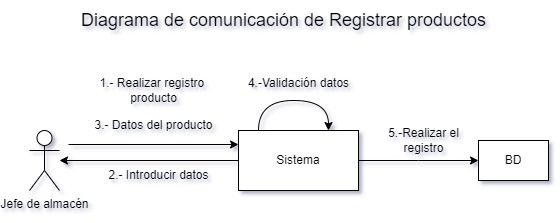 Diagrama de comunicación de Registrar productos
1.- Realizar registro
producto
3.- Datos del producto
2.- Introducir datos
4.-Validación datos
Sistema
5.-Realizar el
registro
BD
Jefe de almacén